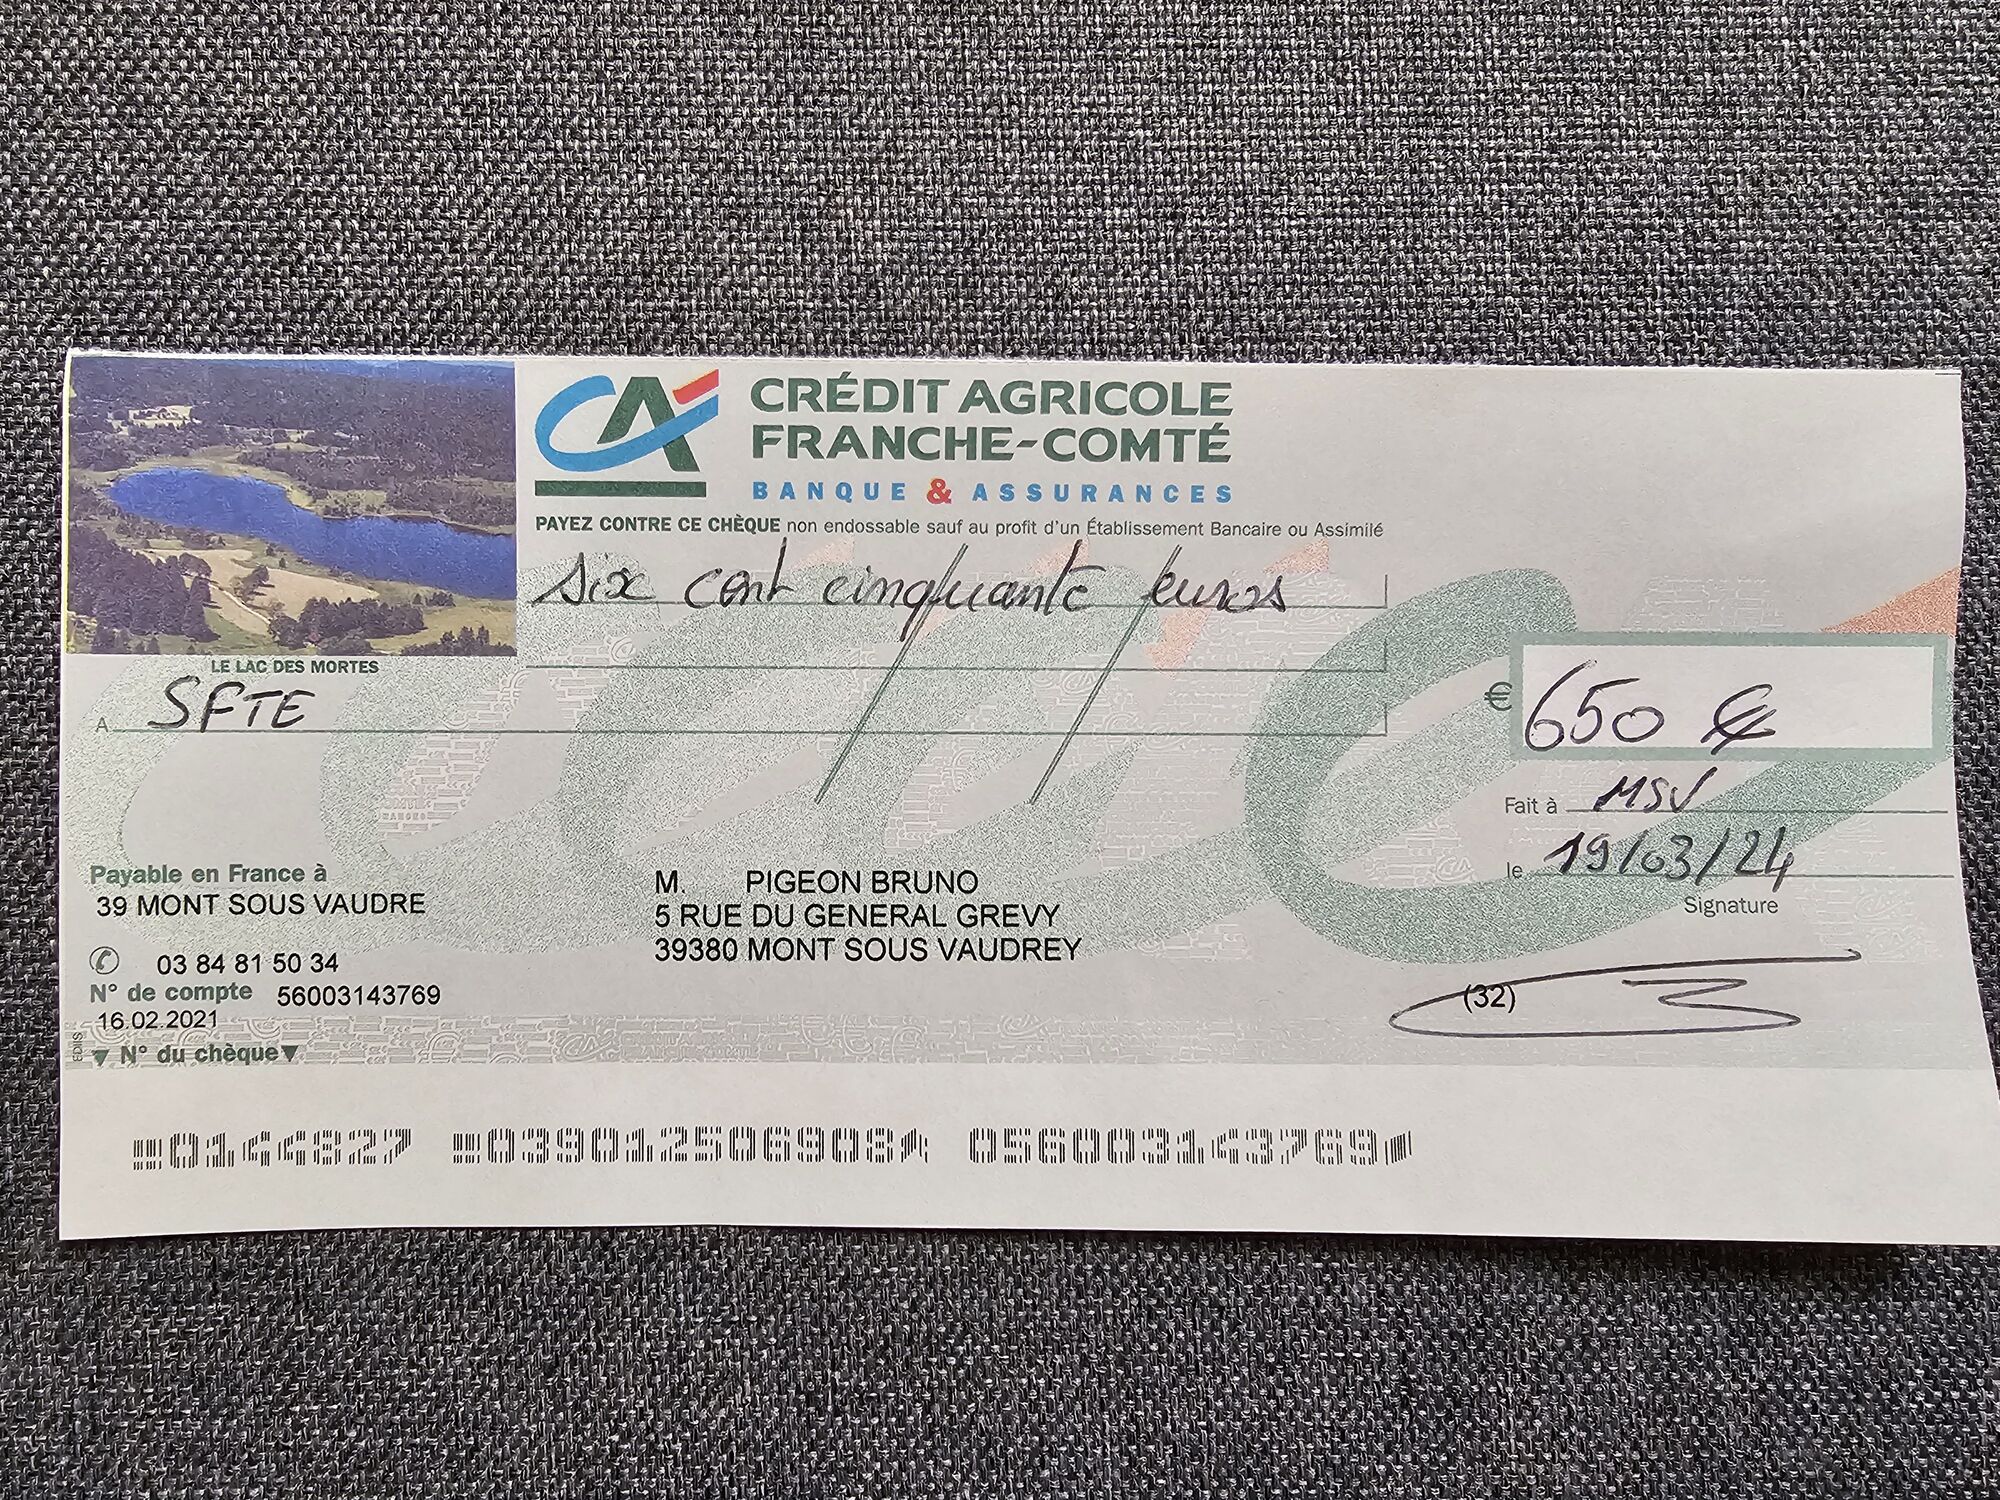 CRÉDIT AGRICOLE
FRANCHE-COMTÉ
BANQUE & ASSURANCES
PAYEZ CONTRE CE CHÈQUE non endossable sauf au profit d'un Établissement Bancaire ou Assimilé
six cent cinquante euros
LE LAC DES MORTES
A SFTE
€ 650 €
Fait à MSV
le 19/03/24
Signature
Payable en France à
39 MONT SOUS VAUDRE
03 84 81 50 34
N° de compte 56003143769
16.02.2021
N° du chèque
M. PIGEON BRUNO
5 RUE DU GENERAL GREVY
39380 MONT SOUS VAUDREY
(32)
EDIIS
0144827 039012506908 056003143769